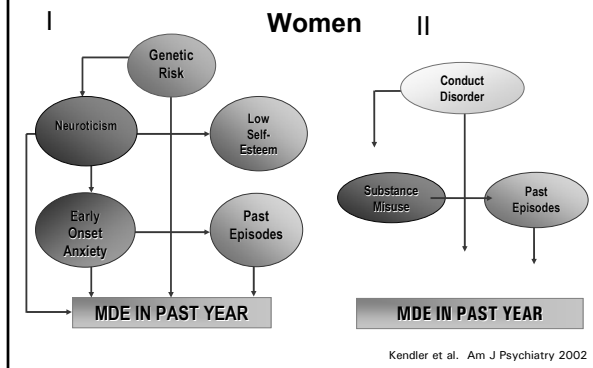 I
Women
II
Genetic
Risk
Neuroticism
Low
Self-
Esteem
Early
Onset
Anxiety
Past
Episodes
MDE IN PAST YEAR
Conduct
Disorder
Substance
Misuse
Past
Episodes
MDE IN PAST YEAR
Kendler et al. Am J Psychiatry 2002